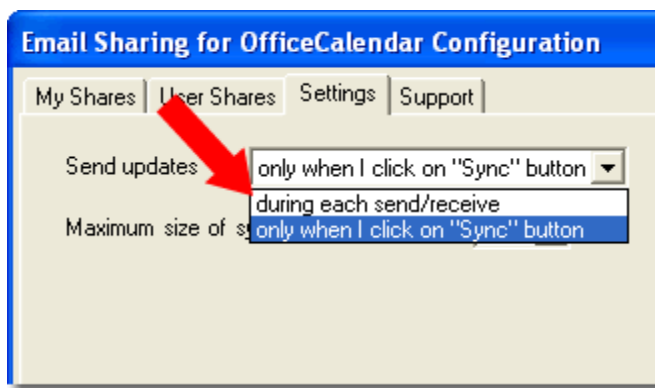 Email Sharing for OfficeCalendar Configuration
My Shares User Shares Settings Support
Send updates only when I click on "Sync" button
during each send/receive
Maximum size of only when I click on "Sync" button